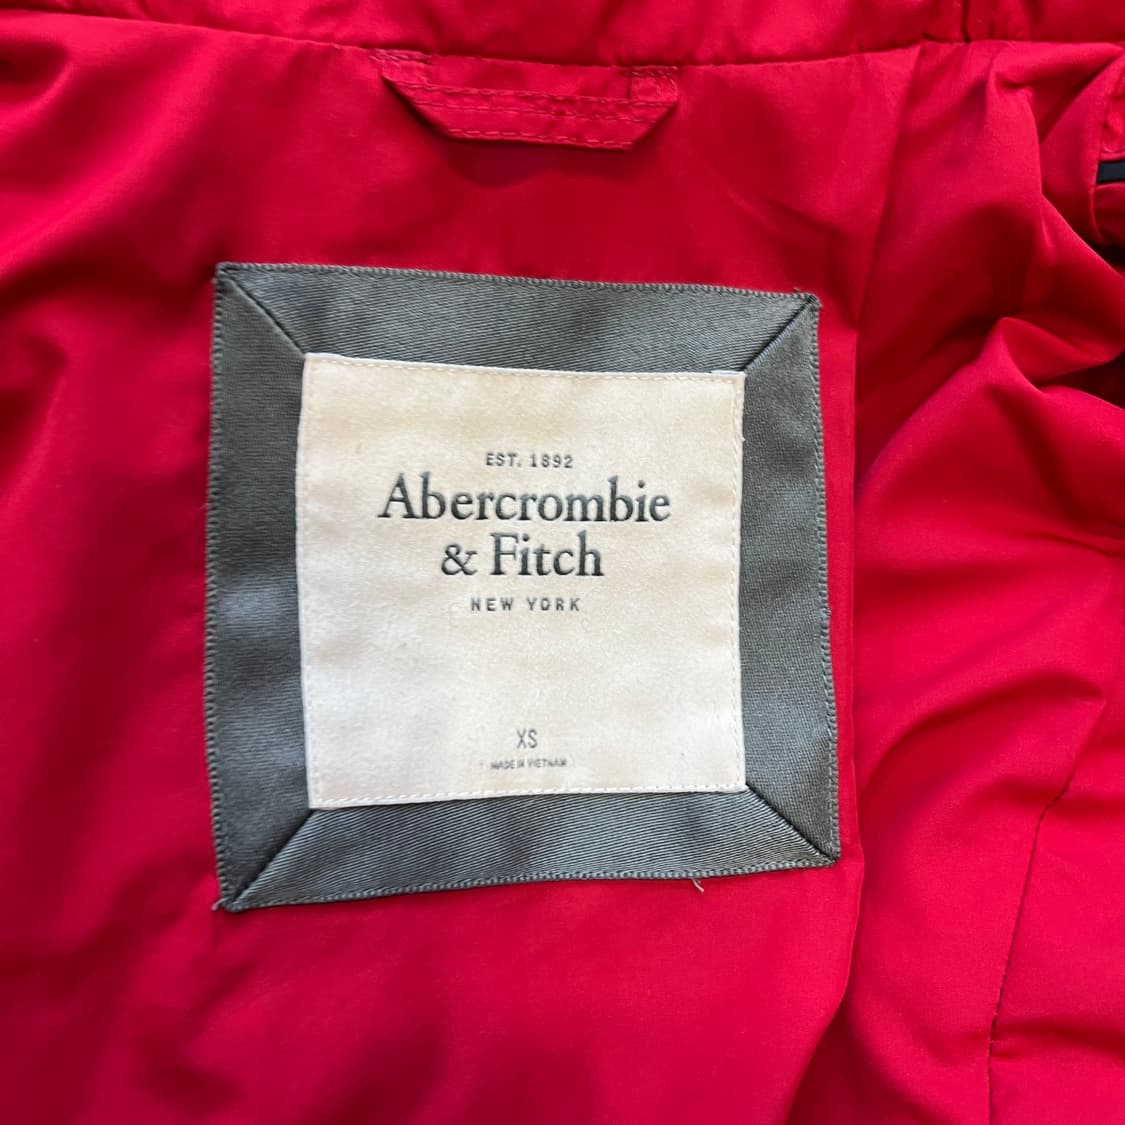 EST. 1892
Abercrombie
& Fitch
NEW YORK
XS
MADE IN VIETNAM